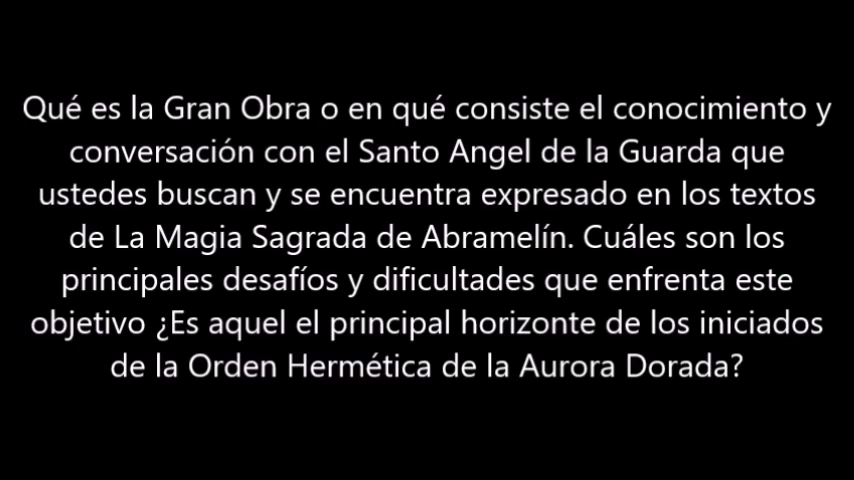 Qué es la Gran Obra o en qué consiste el conocimiento y
conversación con el Santo Angel de la Guarda que
ustedes buscan y se encuentra expresado en los textos
de La Magia Sagrada de Abramelín. Cuáles son los
principales desafíos y dificultades que enfrenta este
objetivo ¿Es aquel el principal horizonte de los iniciados
de la Orden Hermética de la Aurora Dorada?